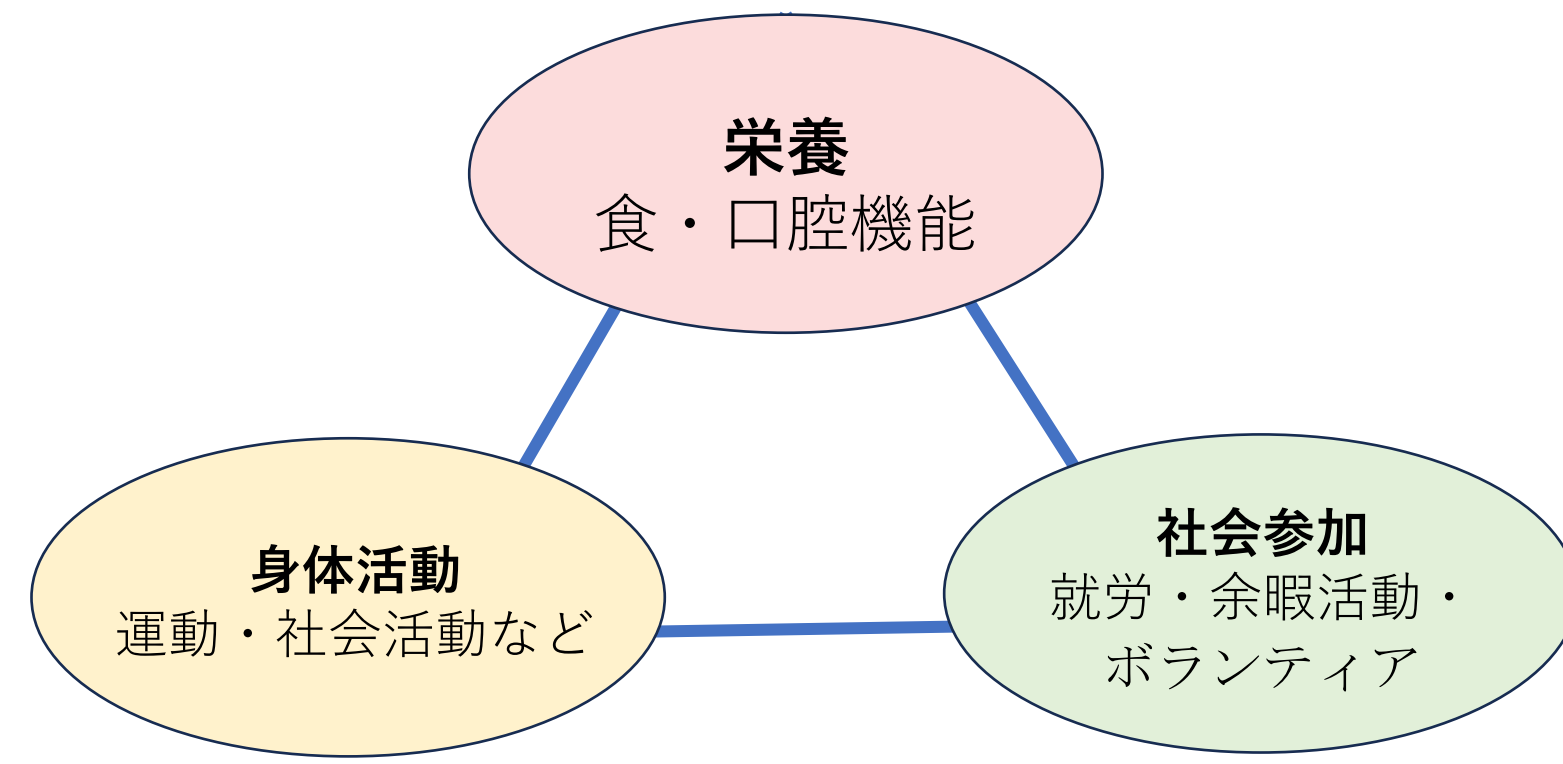 栄養
食・口腔機能
身体活動
運動・社会活動など
社会参加
就労・余暇活動・
ボランティア